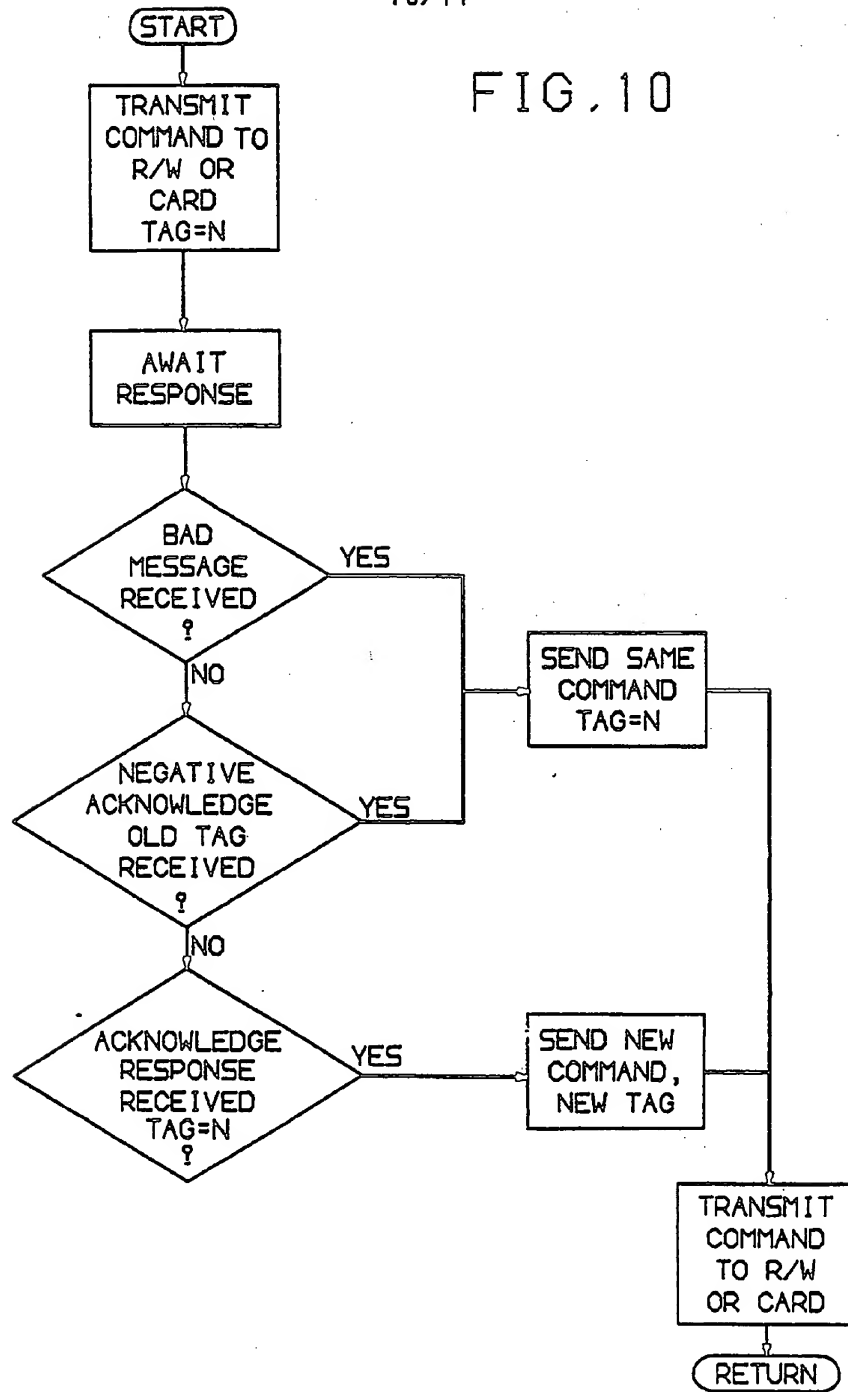 START
FIG.10
TRANSMIT
COMMAND TO
R/W OR
CARD
TAG=N
AWAIT
RESPONSE
BAD
MESSAGE
RECEIVED
?
YES
NO
SEND SAME
COMMAND
TAG=N
NEGATIVE
ACKNOWLEDGE
OLD TAG
RECEIVED
?
YES
NO
ACKNOWLEDGE
RESPONSE
RECEIVED
TAG=N
?
YES
SEND NEW
COMMAND,
NEW TAG
TRANSMIT
COMMAND
TO R/W
OR CARD
RETURN